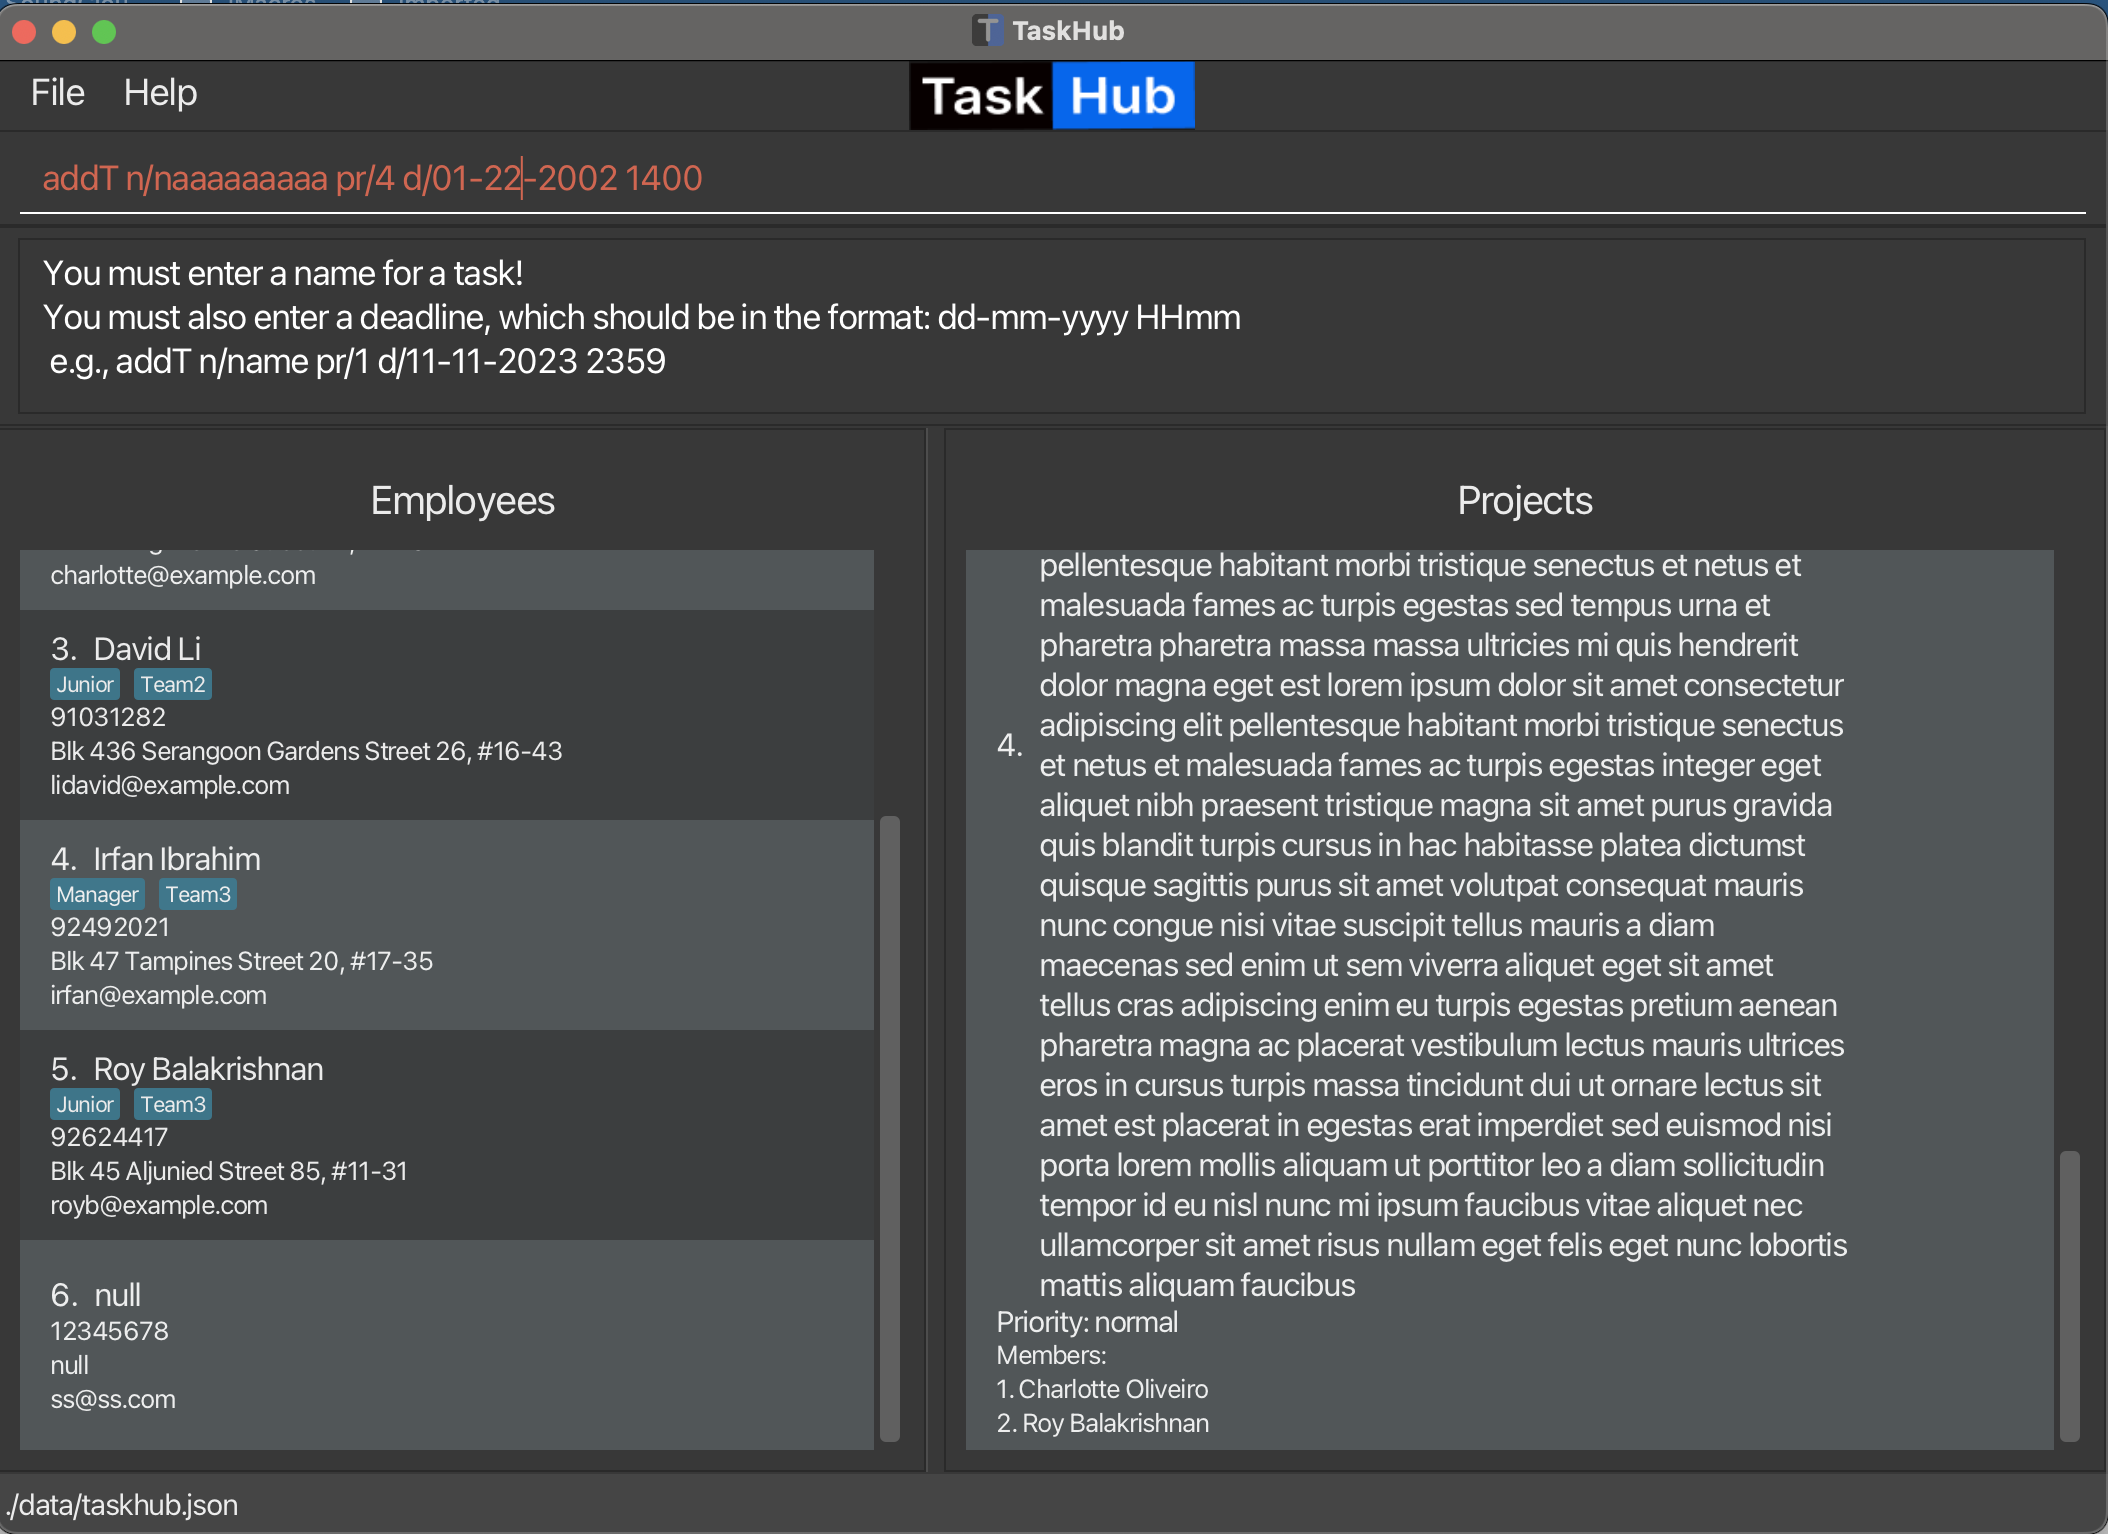 TaskHub
File Help
Task Hub
addT n/naaaaaaaaa pr/4 d/01-22-2002 1400
You must enter a name for a task!
You must also enter a deadline, which should be in the format: dd-mm-yyyy HHmm
e.g., addT n/name pr/1 d/11-11-2023 2359
Employees
charlotte@example.com
3. David Li
Junior Team2
91031282
Blk 436 Serangoon Gardens Street 26, #16-43
lidavid@example.com
4. Irfan Ibrahim
Manager Team3
92492021
Blk 47 Tampines Street 20, #17-35
irfan@example.com
5. Roy Balakrishnan
Junior Team3
92624417
Blk 45 Aljunied Street 85, #11-31
royb@example.com
6. null
12345678
null
ss@ss.com
Projects
pellentesque habitant morbi tristique senectus et netus et
malesuada fames ac turpis egestas sed tempus urna et
pharetra pharetra massa massa ultricies mi quis hendrerit
dolor magna eget est lorem ipsum dolor sit amet consectetur
adipiscing elit pellentesque habitant morbi tristique senectus
4.
et netus et malesuada fames ac turpis egestas integer eget
aliquet nibh praesent tristique magna sit amet purus gravida
quis blandit turpis cursus in hac habitasse platea dictumst
quisque sagittis purus sit amet volutpat consequat mauris
nunc congue nisi vitae suscipit tellus mauris a diam
maecenas sed enim ut sem viverra aliquet eget sit amet
tellus cras adipiscing enim eu turpis egestas pretium aenean
pharetra magna ac placerat vestibulum lectus mauris ultrices
eros in cursus turpis massa tincidunt dui ut ornare lectus sit
amet est placerat in egestas erat imperdiet sed euismod nisi
porta lorem mollis aliquam ut porttitor leo a diam sollicitudin
tempor id eu nisl nunc mi ipsum faucibus vitae aliquet nec
ullamcorper sit amet risus nullam eget felis eget nunc lobortis
mattis aliquam faucibus
Priority: normal
Members:
1. Charlotte Oliveiro
2. Roy Balakrishnan
./data/taskhub.json